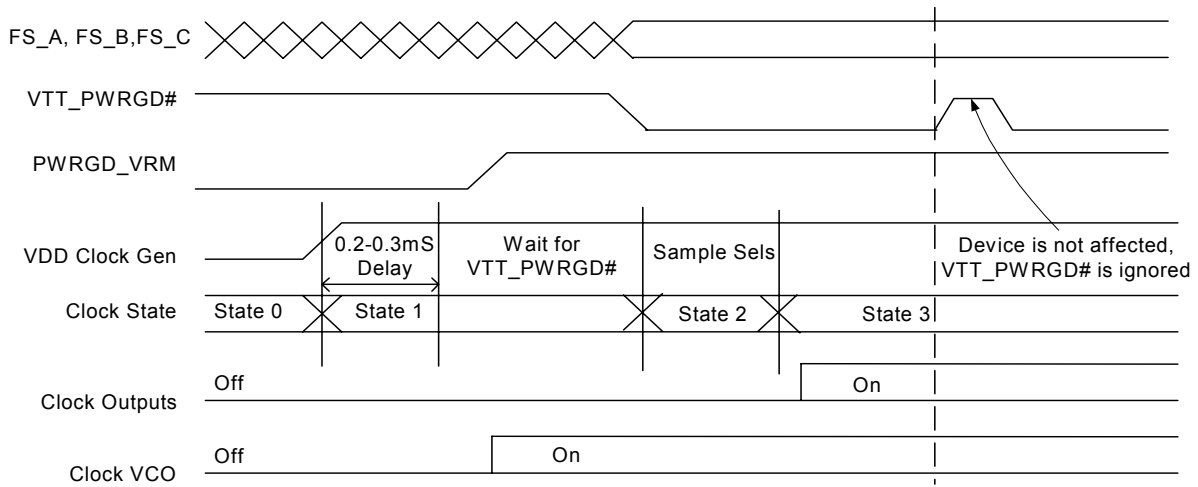 FS_A, FS_B,FS_C
VTT_PWRGD#
PWRGD_VRM
VDD Clock Gen
0.2-0.3mS
Delay
Wait for
VTT_PWRGD#
Sample Sels
Device is not affected,
VTT_PWRGD# is ignored
Clock State
State 0
State 1
State 2
State 3
Clock Outputs
Off
On
Clock VCO
Off
On